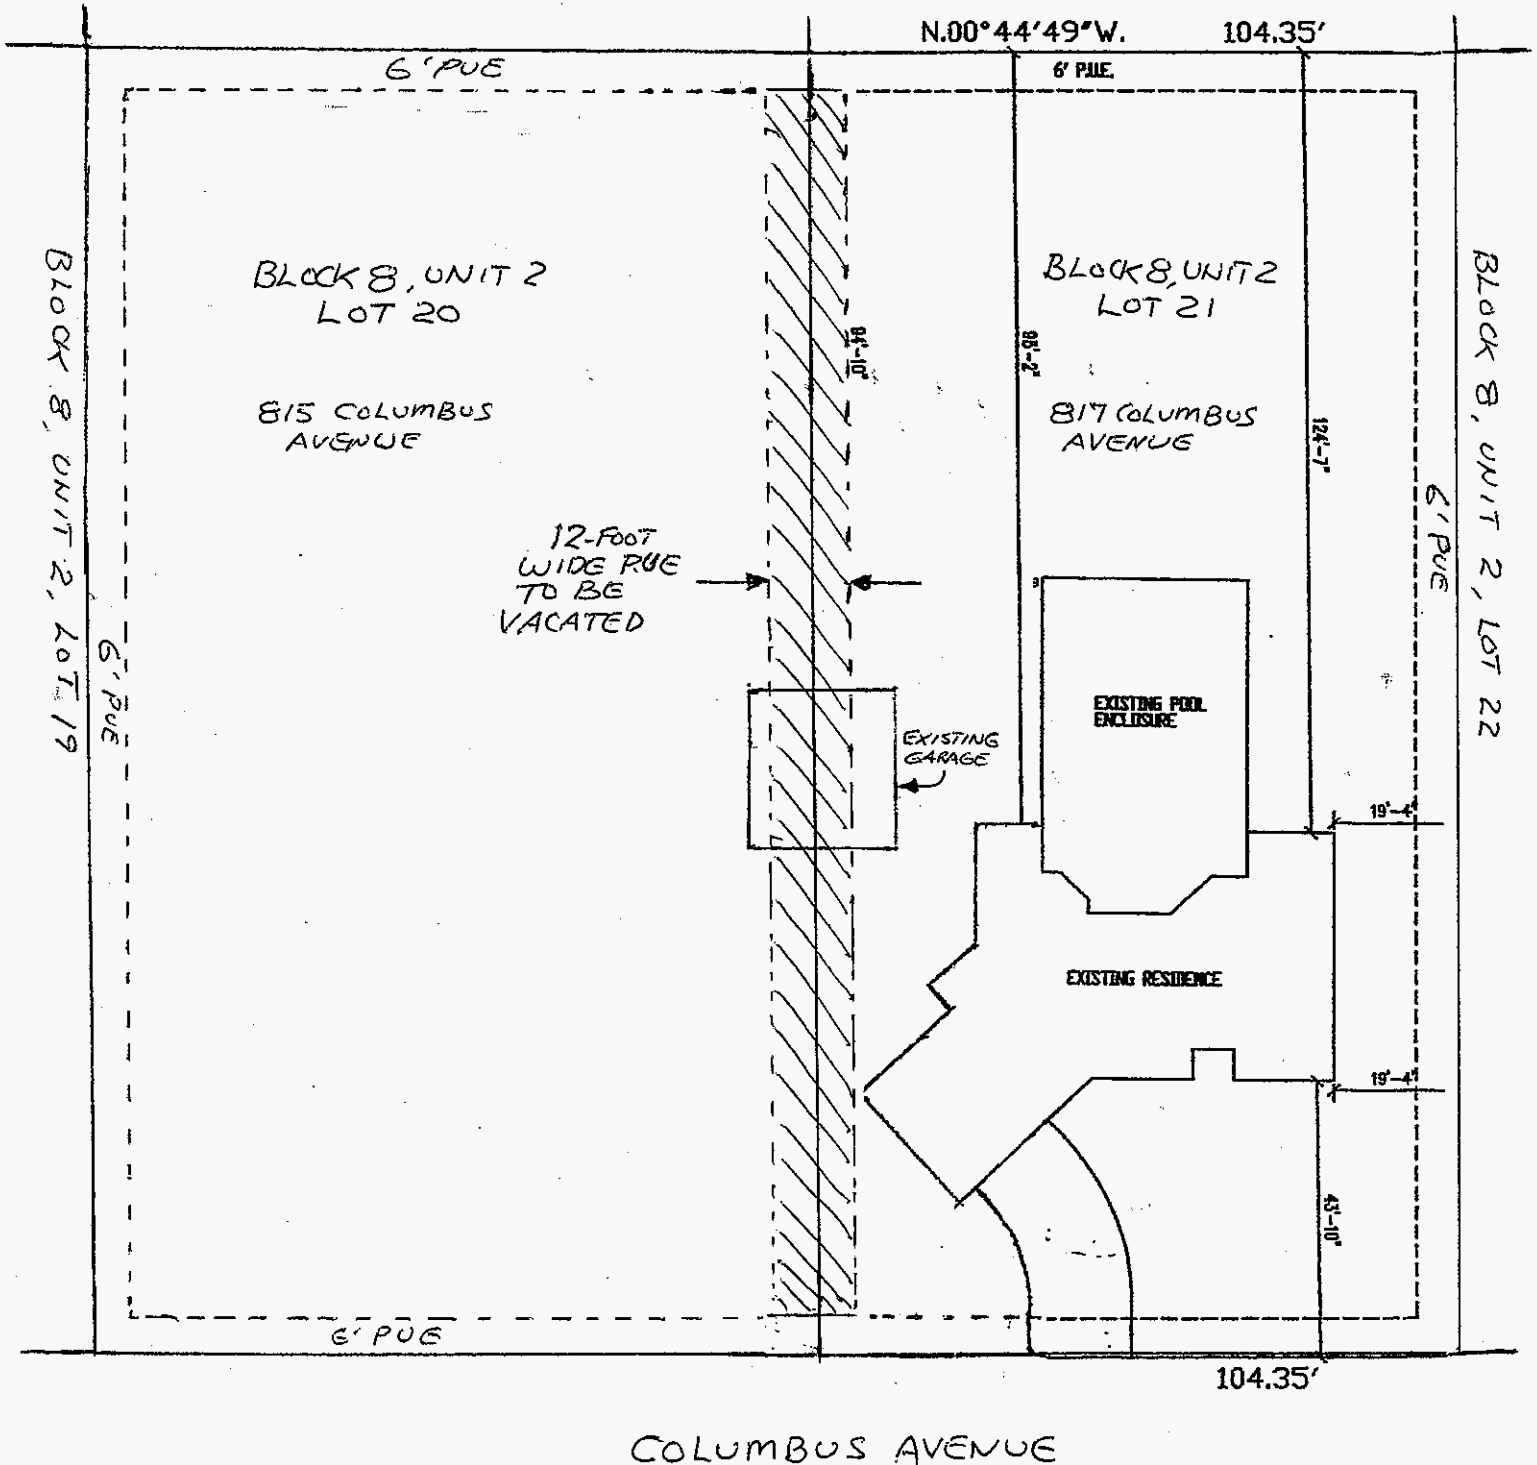 N.00°44'49"W. 104.35'
6' PUE
6' P.U.E.
BLOCK 8, UNIT 2
LOT 20
BLOCK 8, UNIT 2
LOT 21
BLOCK 8, UNIT 2, LOT 19
BLOCK 8, UNIT 2, LOT 22
94'-10"
815 COLUMBUS
AVENUE
817 COLUMBUS
AVENUE
124'-7"
6' PUE
12-FOOT
WIDE PUE
TO BE
VACATED
6' PUE
EXISTING POOL
ENCLOSURE
EXISTING
GARAGE
19'-4"
EXISTING RESIDENCE
19'-4"
43'-10"
6' PUE
104.35'
COLUMBUS AVENUE